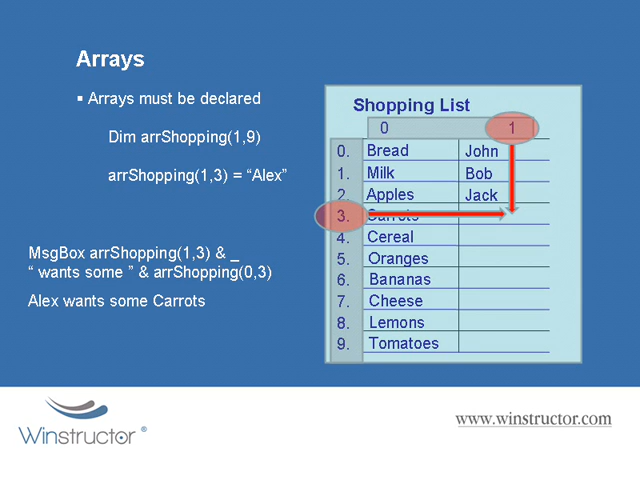 Arrays
▪ Arrays must be declared
Dim arrShopping(1,9)
arrShopping(1,3) = “Alex”
MsgBox arrShopping(1,3) & _
“ wants some ” & arrShopping(0,3)
Alex wants some Carrots
Shopping List
0 1
0. Bread John
1. Milk Bob
2. Apples Jack
3. Carrots
4. Cereal
5. Oranges
6. Bananas
7. Cheese
8. Lemons
9. Tomatoes
Winstructor ®
www.winstructor.com